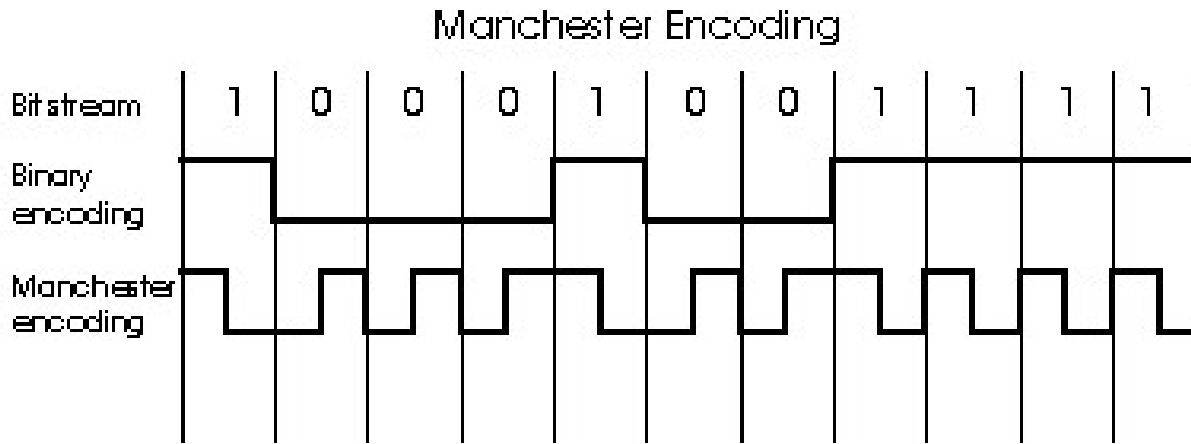 Manchester Encoding
Bitstream 1 0 0 0 1 0 0 1 1 1 1
Binary
encoding
Manchester
encoding